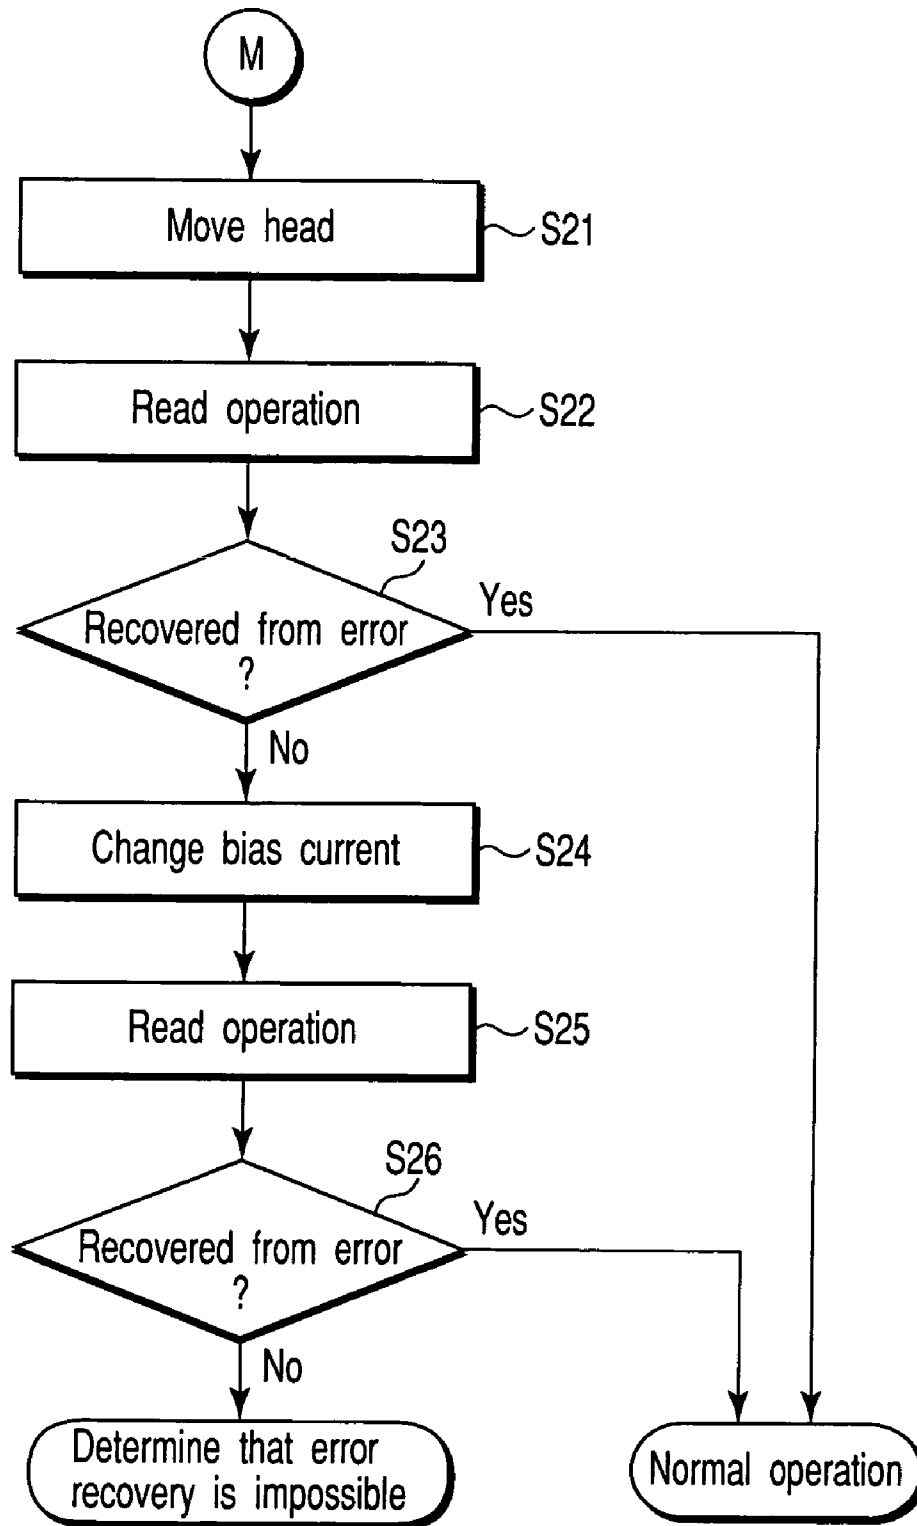 M
Move head
S21
Read operation
S22
S23
Recovered from error
?
Yes
No
Change bias current
S24
Read operation
S25
S26
Recovered from error
?
Yes
No
Determine that error
recovery is impossible
Normal operation